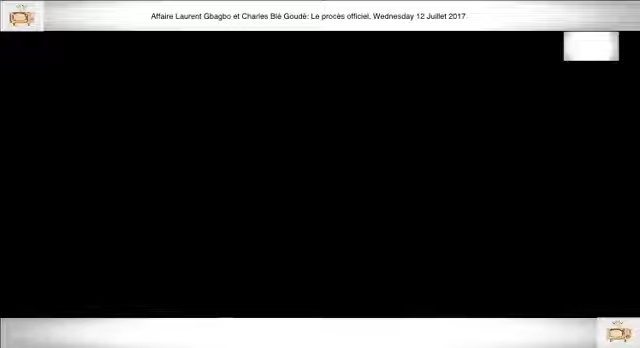 Affaire Laurent Gbagbo et Charles Blé Goudé: Le procès officiel, Wednesday 12 Juillet 2017